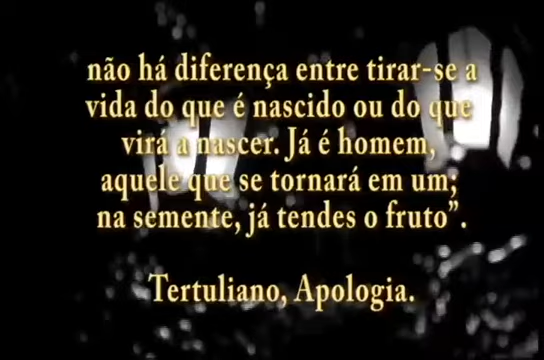 não há diferença entre tirar-se a
vida do que é nascido ou do que
virá a nascer. Já é homem,
aquele que se tornará em um;
na semente, já tendes o fruto”.
Tertuliano, Apologia.